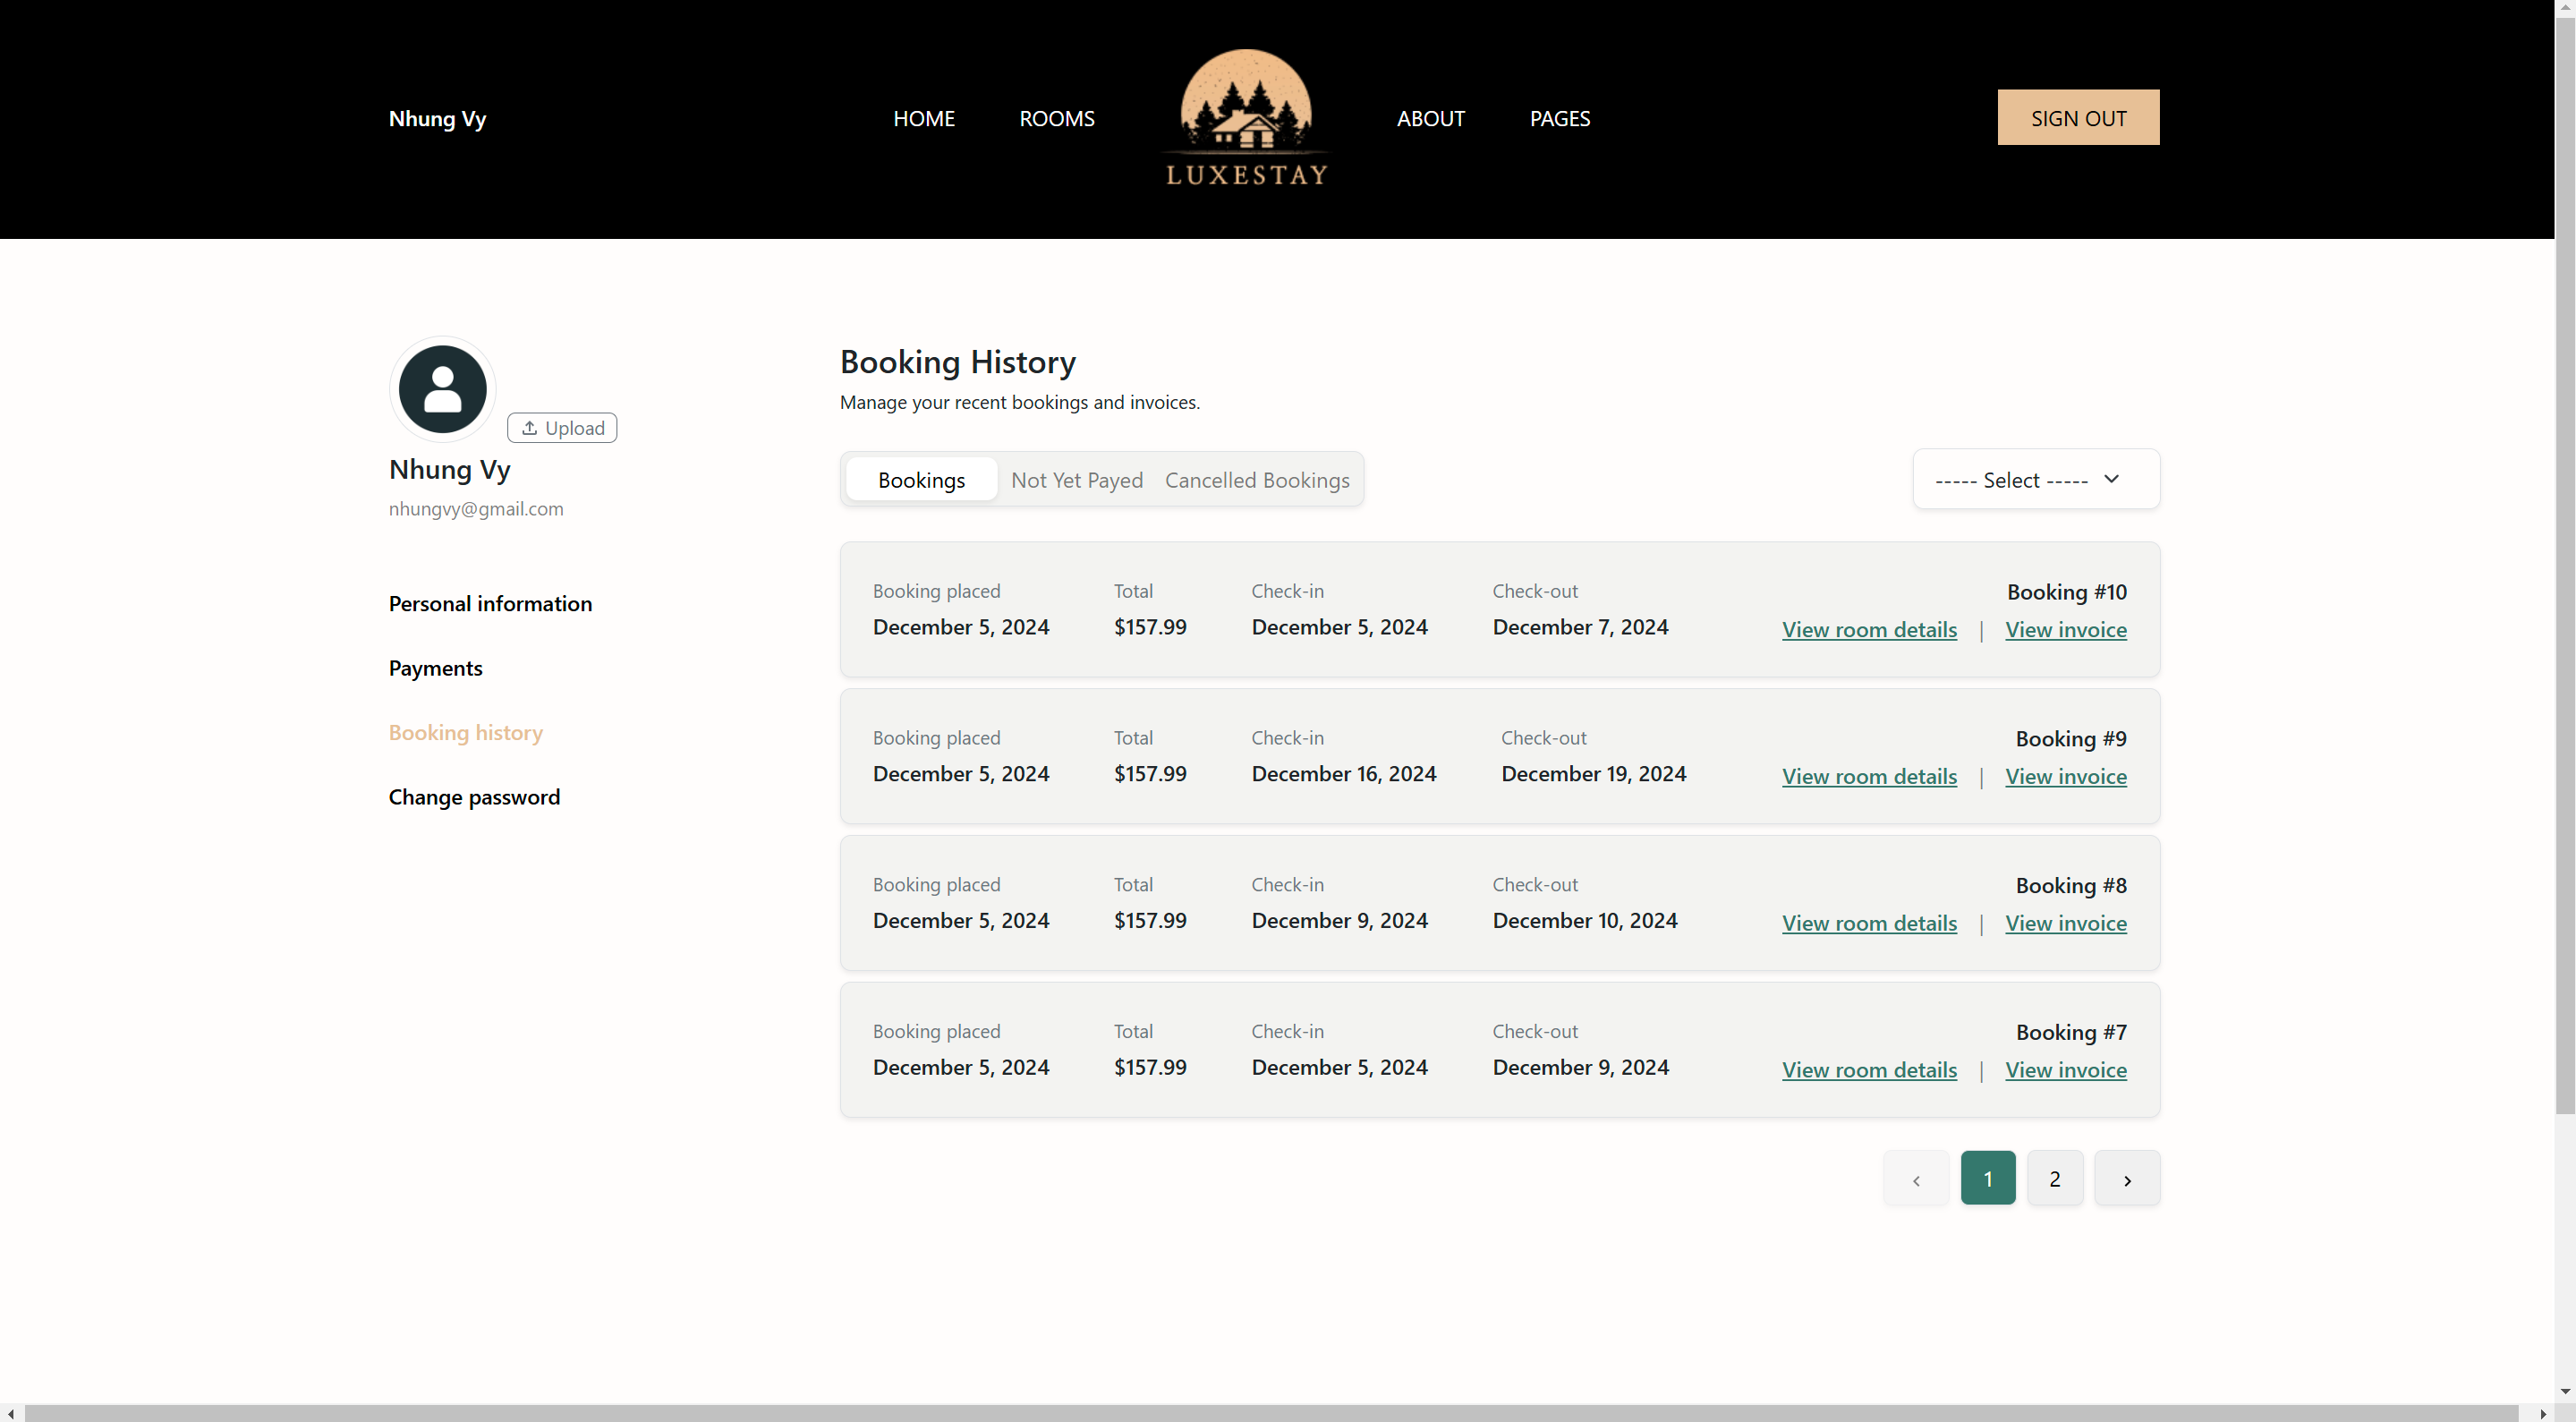 Nhung Vy
HOME
ROOMS
LUXESTAY
ABOUT
PAGES
SIGN OUT
Upload
Nhung Vy
nhungvy@gmail.com
Personal information
Payments
Booking history
Change password
Booking History
Manage your recent bookings and invoices.
Bookings
Not Yet Payed
Cancelled Bookings
----- Select -----
Booking placed Total Check-in Check-out Booking #10
December 5, 2024 $157.99 December 5, 2024 December 7, 2024 View room details | View invoice
Booking placed Total Check-in Check-out Booking #9
December 5, 2024 $157.99 December 16, 2024 December 19, 2024 View room details | View invoice
Booking placed Total Check-in Check-out Booking #8
December 5, 2024 $157.99 December 9, 2024 December 10, 2024 View room details | View invoice
Booking placed Total Check-in Check-out Booking #7
December 5, 2024 $157.99 December 5, 2024 December 9, 2024 View room details | View invoice
‹ 1 2 ›